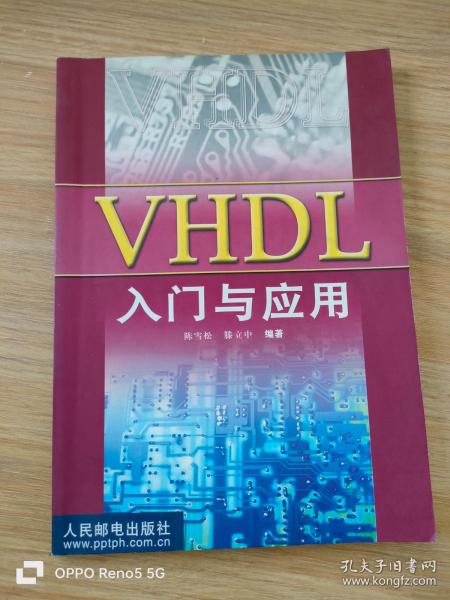 VHDL
VHDL
入门与应用
陈雪松 滕立中 编著
人民邮电出版社
www.pptph.com.cn
OPPO Reno5 5G
孔夫子旧书网
www.kongfz.com